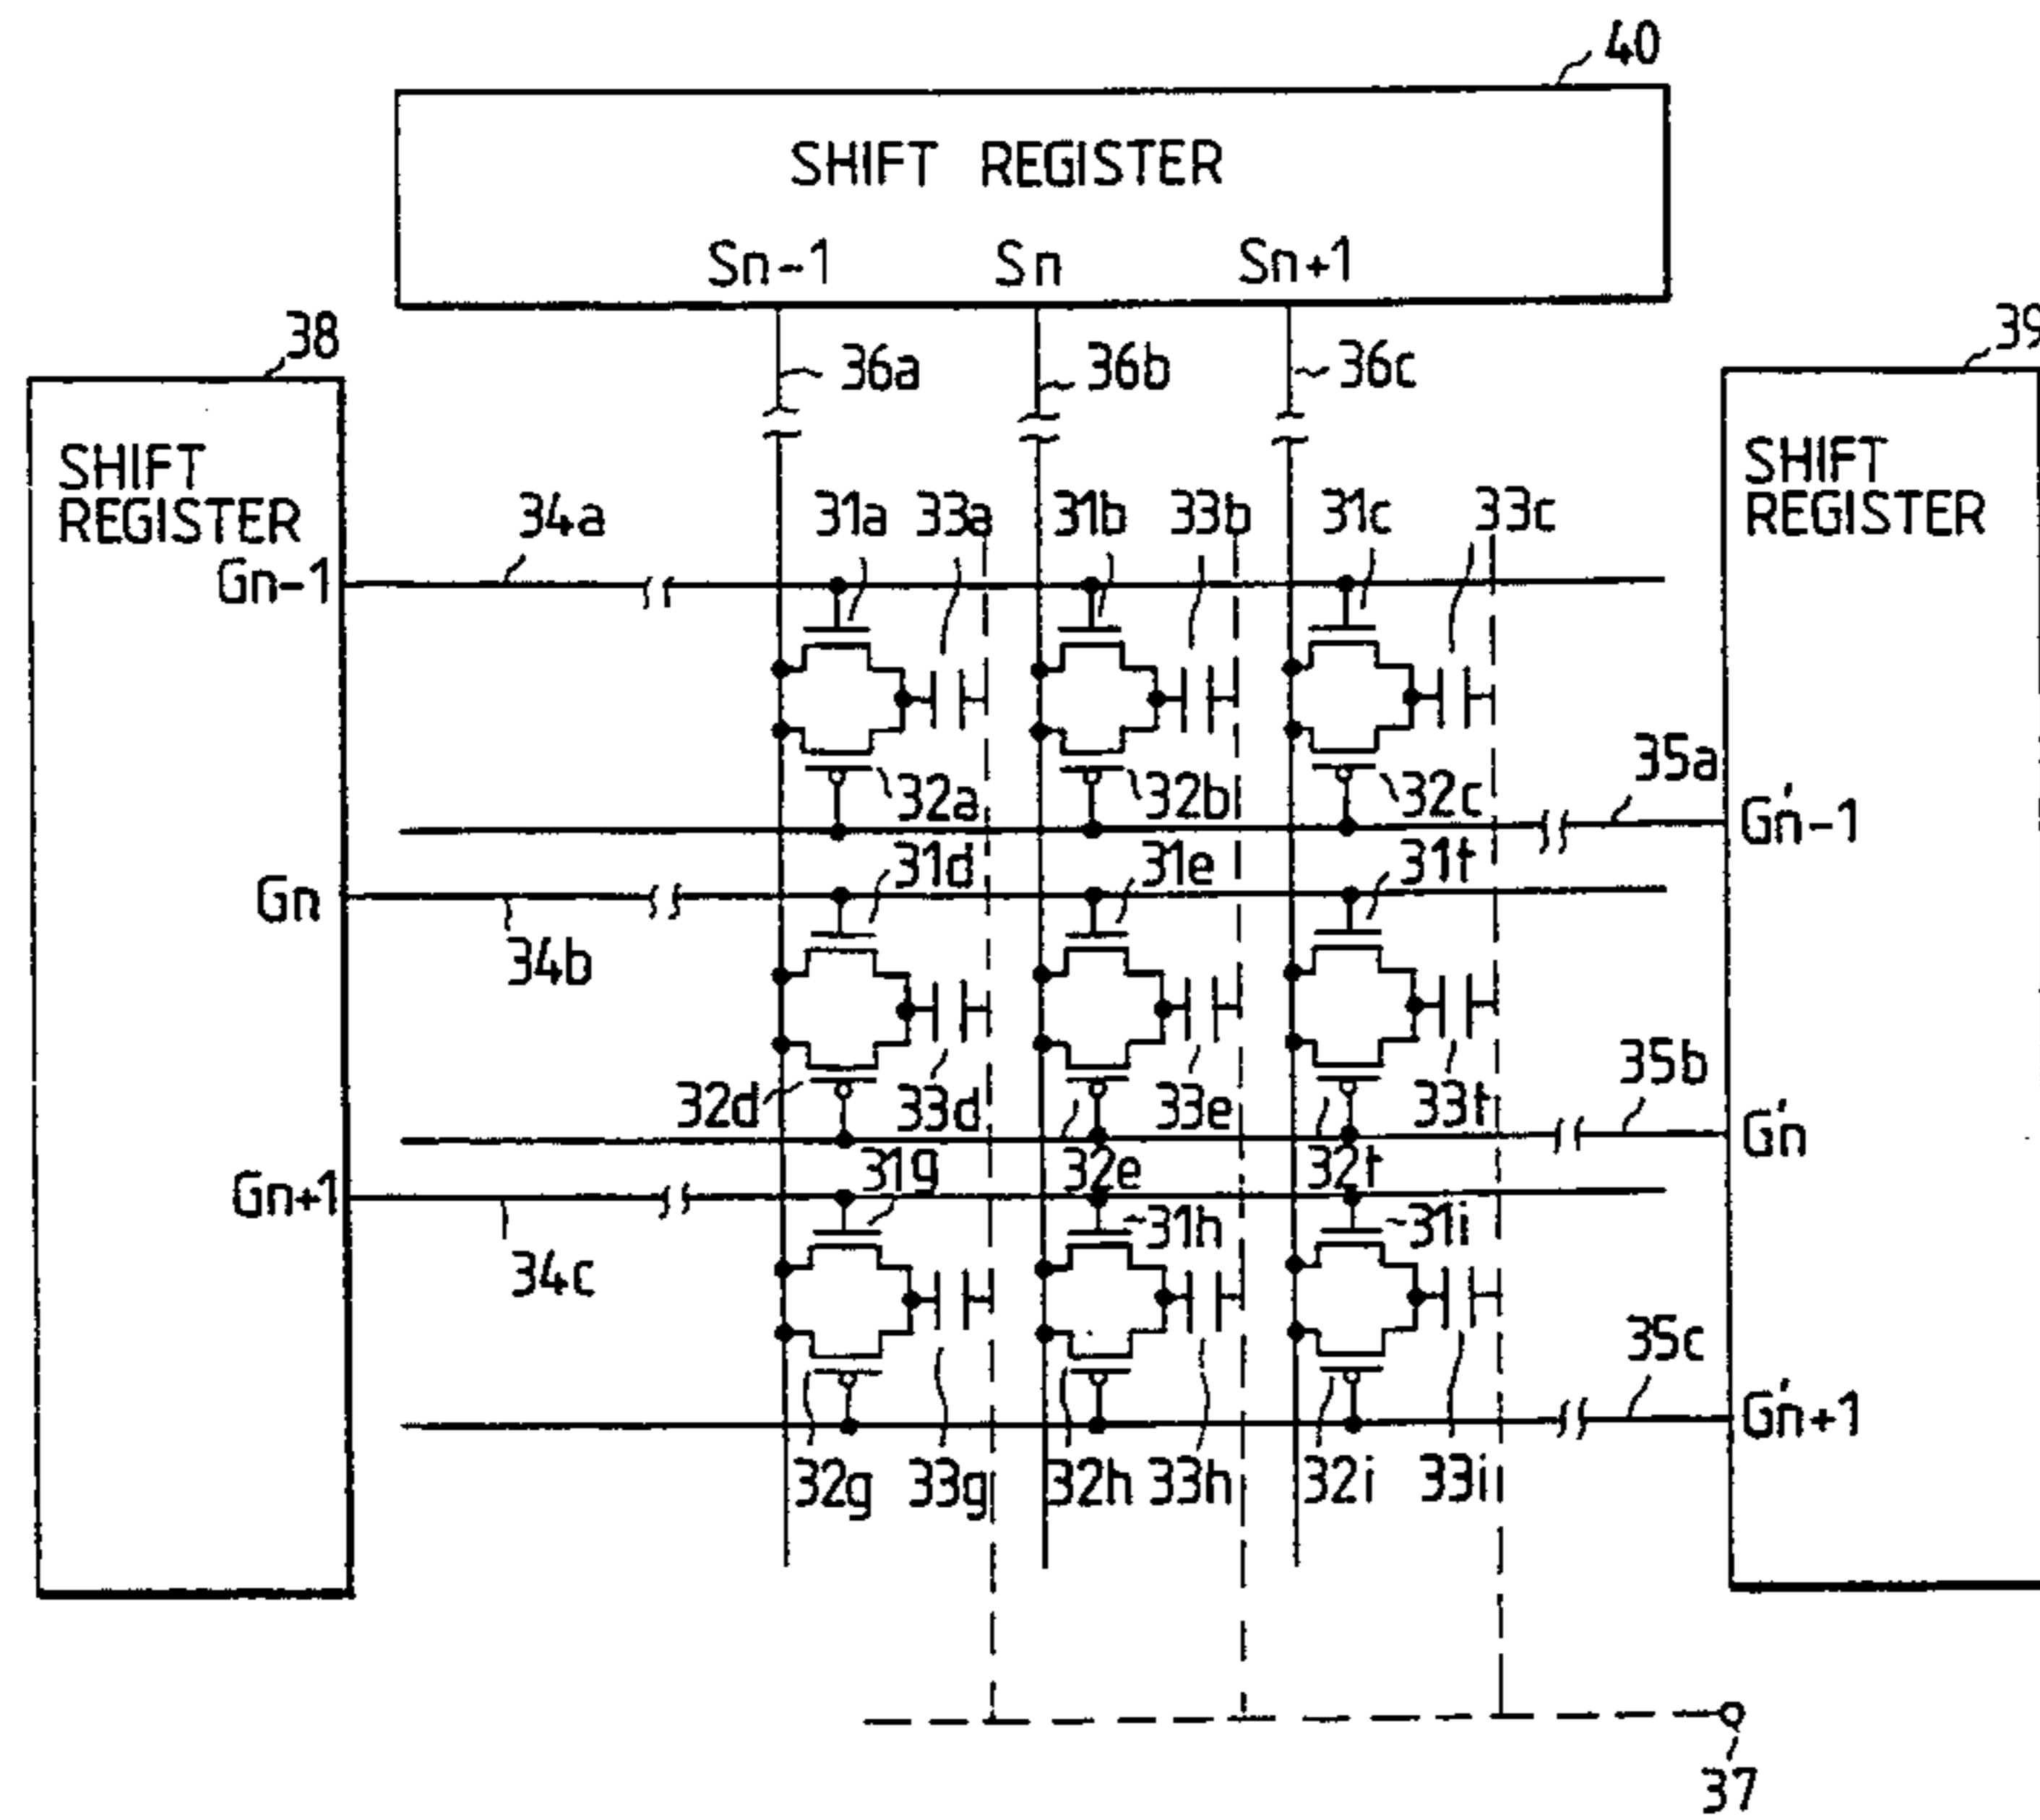 40
SHIFT REGISTER
Sn-1 Sn Sn+1
38
39
36a 36b 36c
SHIFT
REGISTER
SHIFT
REGISTER
34a 31a 33a 31b 33b 31c 33c
Gn-1
35a
32a 32b 32c
G'n-1
31d 31e 31f
Gn
34b
35b
32d 33d 33e 33f
G'n
31g 32e 32f
Gn+1
31h 31i
34c
35c
G'n+1
32g 33g 32h 33h 32i 33i
37